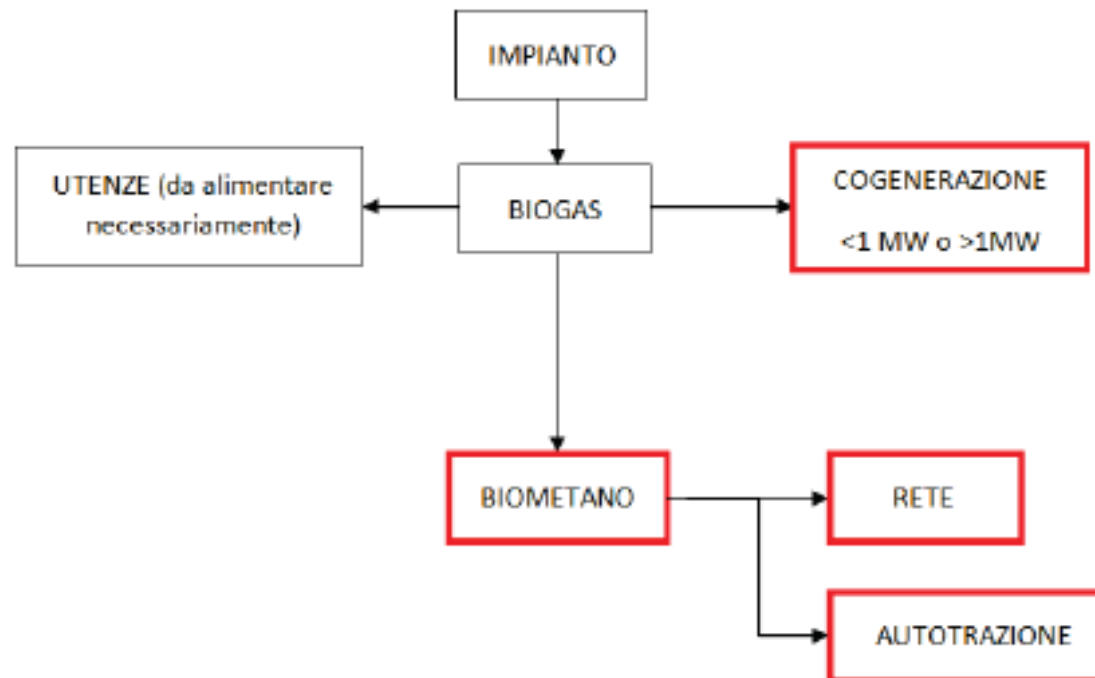 IMPIANTO
UTENZE (da alimentare
necessariamente)
BIOGAS
COGENERAZIONE
<1 MW o >1MW
BIOMETANO
RETE
AUTOTRAZIONE